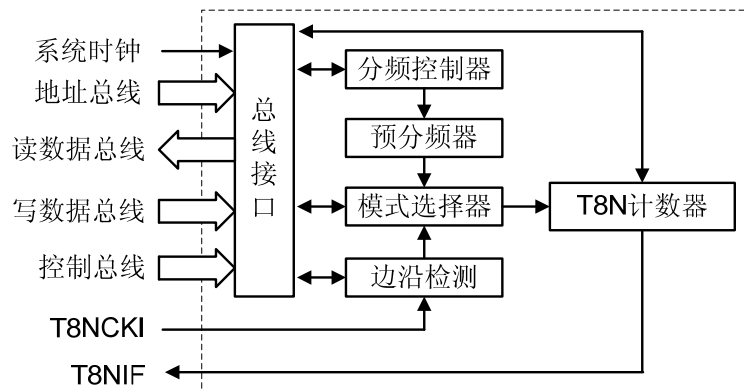 系统时钟
地址总线
读数据总线
写数据总线
控制总线
T8NCKI
T8NIF
总线接口
分频控制器
预分频器
模式选择器
边沿检测
T8N计数器